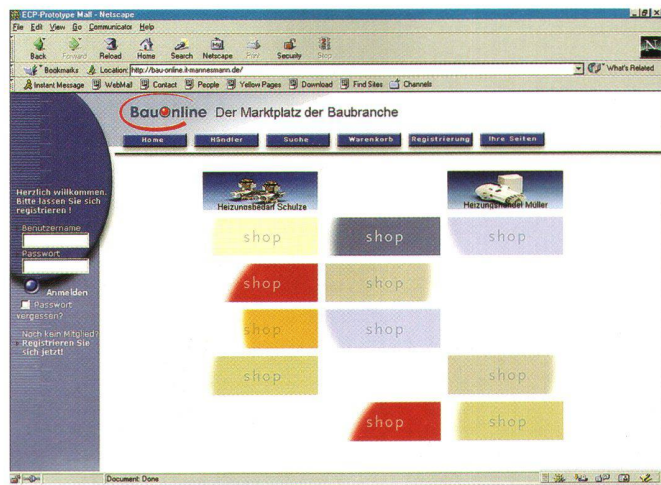 ECP-Prototype Mall - Netscape
File Edit View Go Communicator Help
Back Forward Reload Home Search Netscape Print Security Stop
Bookmarks Location: http://bau-online.it-mannesmann.de/ What's Related
Instant Message WebMail Contact People Yellow Pages Download Find Sites Channels
BauOnline Der Marktplatz der Baubranche
Home Händler Suche Warenkorb Registrierung Ihre Seiten
Herzlich willkommen.
Bitte lassen Sie sich
registrieren !
Benutzername
Passwort
Anmelden
Passwort
vergessen?
Noch kein Mitglied?
Registrieren Sie
sich jetzt!
Heizungsbedarf Schulze Heizungshandel Müller
shop shop shop
shop shop
shop shop
shop shop
shop shop
Document: Done